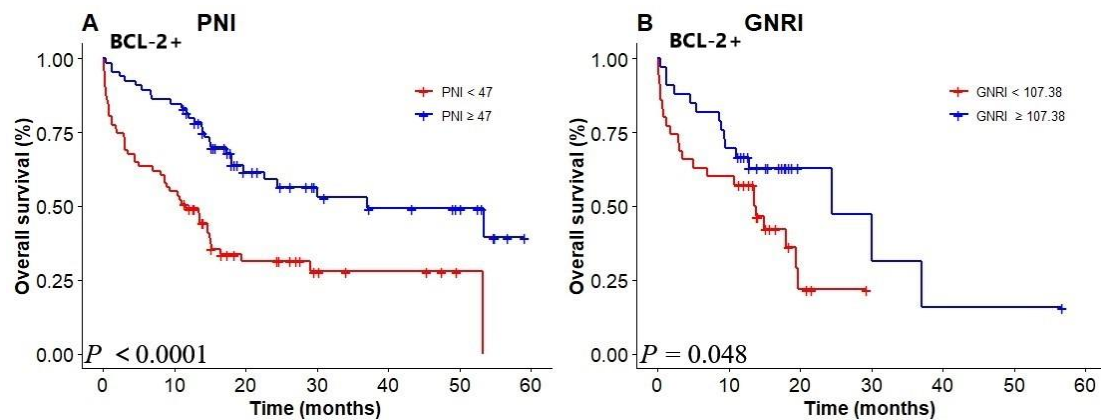 A PNI
BCL-2+
PNI < 47
PNI ≥ 47
Overall survival (%)
1.00
0.75
0.50
0.25
0.00
P < 0.0001
0 10 20 30 40 50 60
Time (months)
B GNRI
BCL-2+
GNRI < 107.38
GNRI ≥ 107.38
Overall survival (%)
1.00
0.75
0.50
0.25
0.00
P = 0.048
0 10 20 30 40 50 60
Time (months)